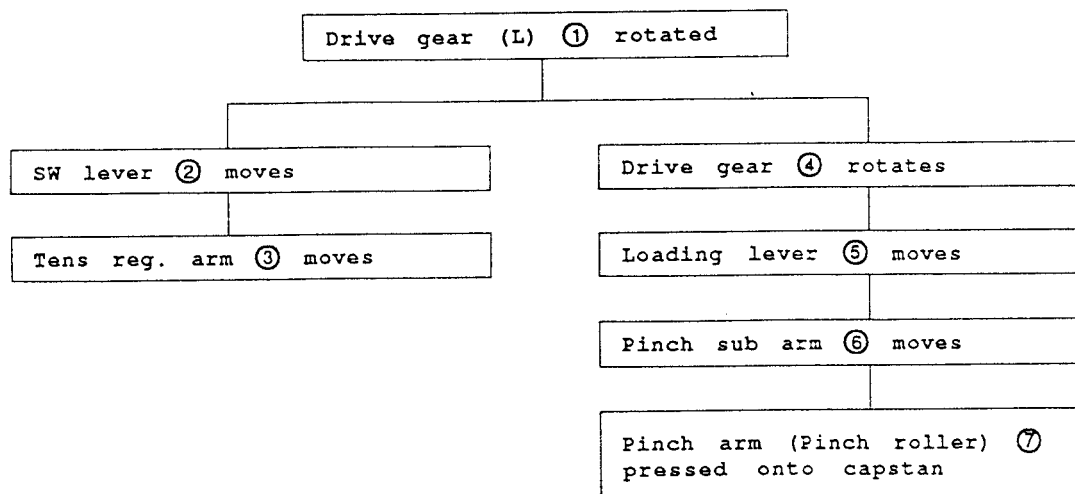 Drive gear (L) ① rotated
SW lever ② moves
Tens reg. arm ③ moves
Drive gear ④ rotates
Loading lever ⑤ moves
Pinch sub arm ⑥ moves
Pinch arm (Pinch roller) ⑦
pressed onto capstan